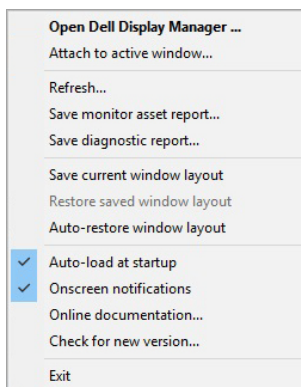 Open Dell Display Manager ...
Attach to active window...
Refresh...
Save monitor asset report...
Save diagnostic report...
Save current window layout
Restore saved window layout
Auto-restore window layout
Auto-load at startup
Onscreen notifications
Online documentation...
Check for new version...
Exit